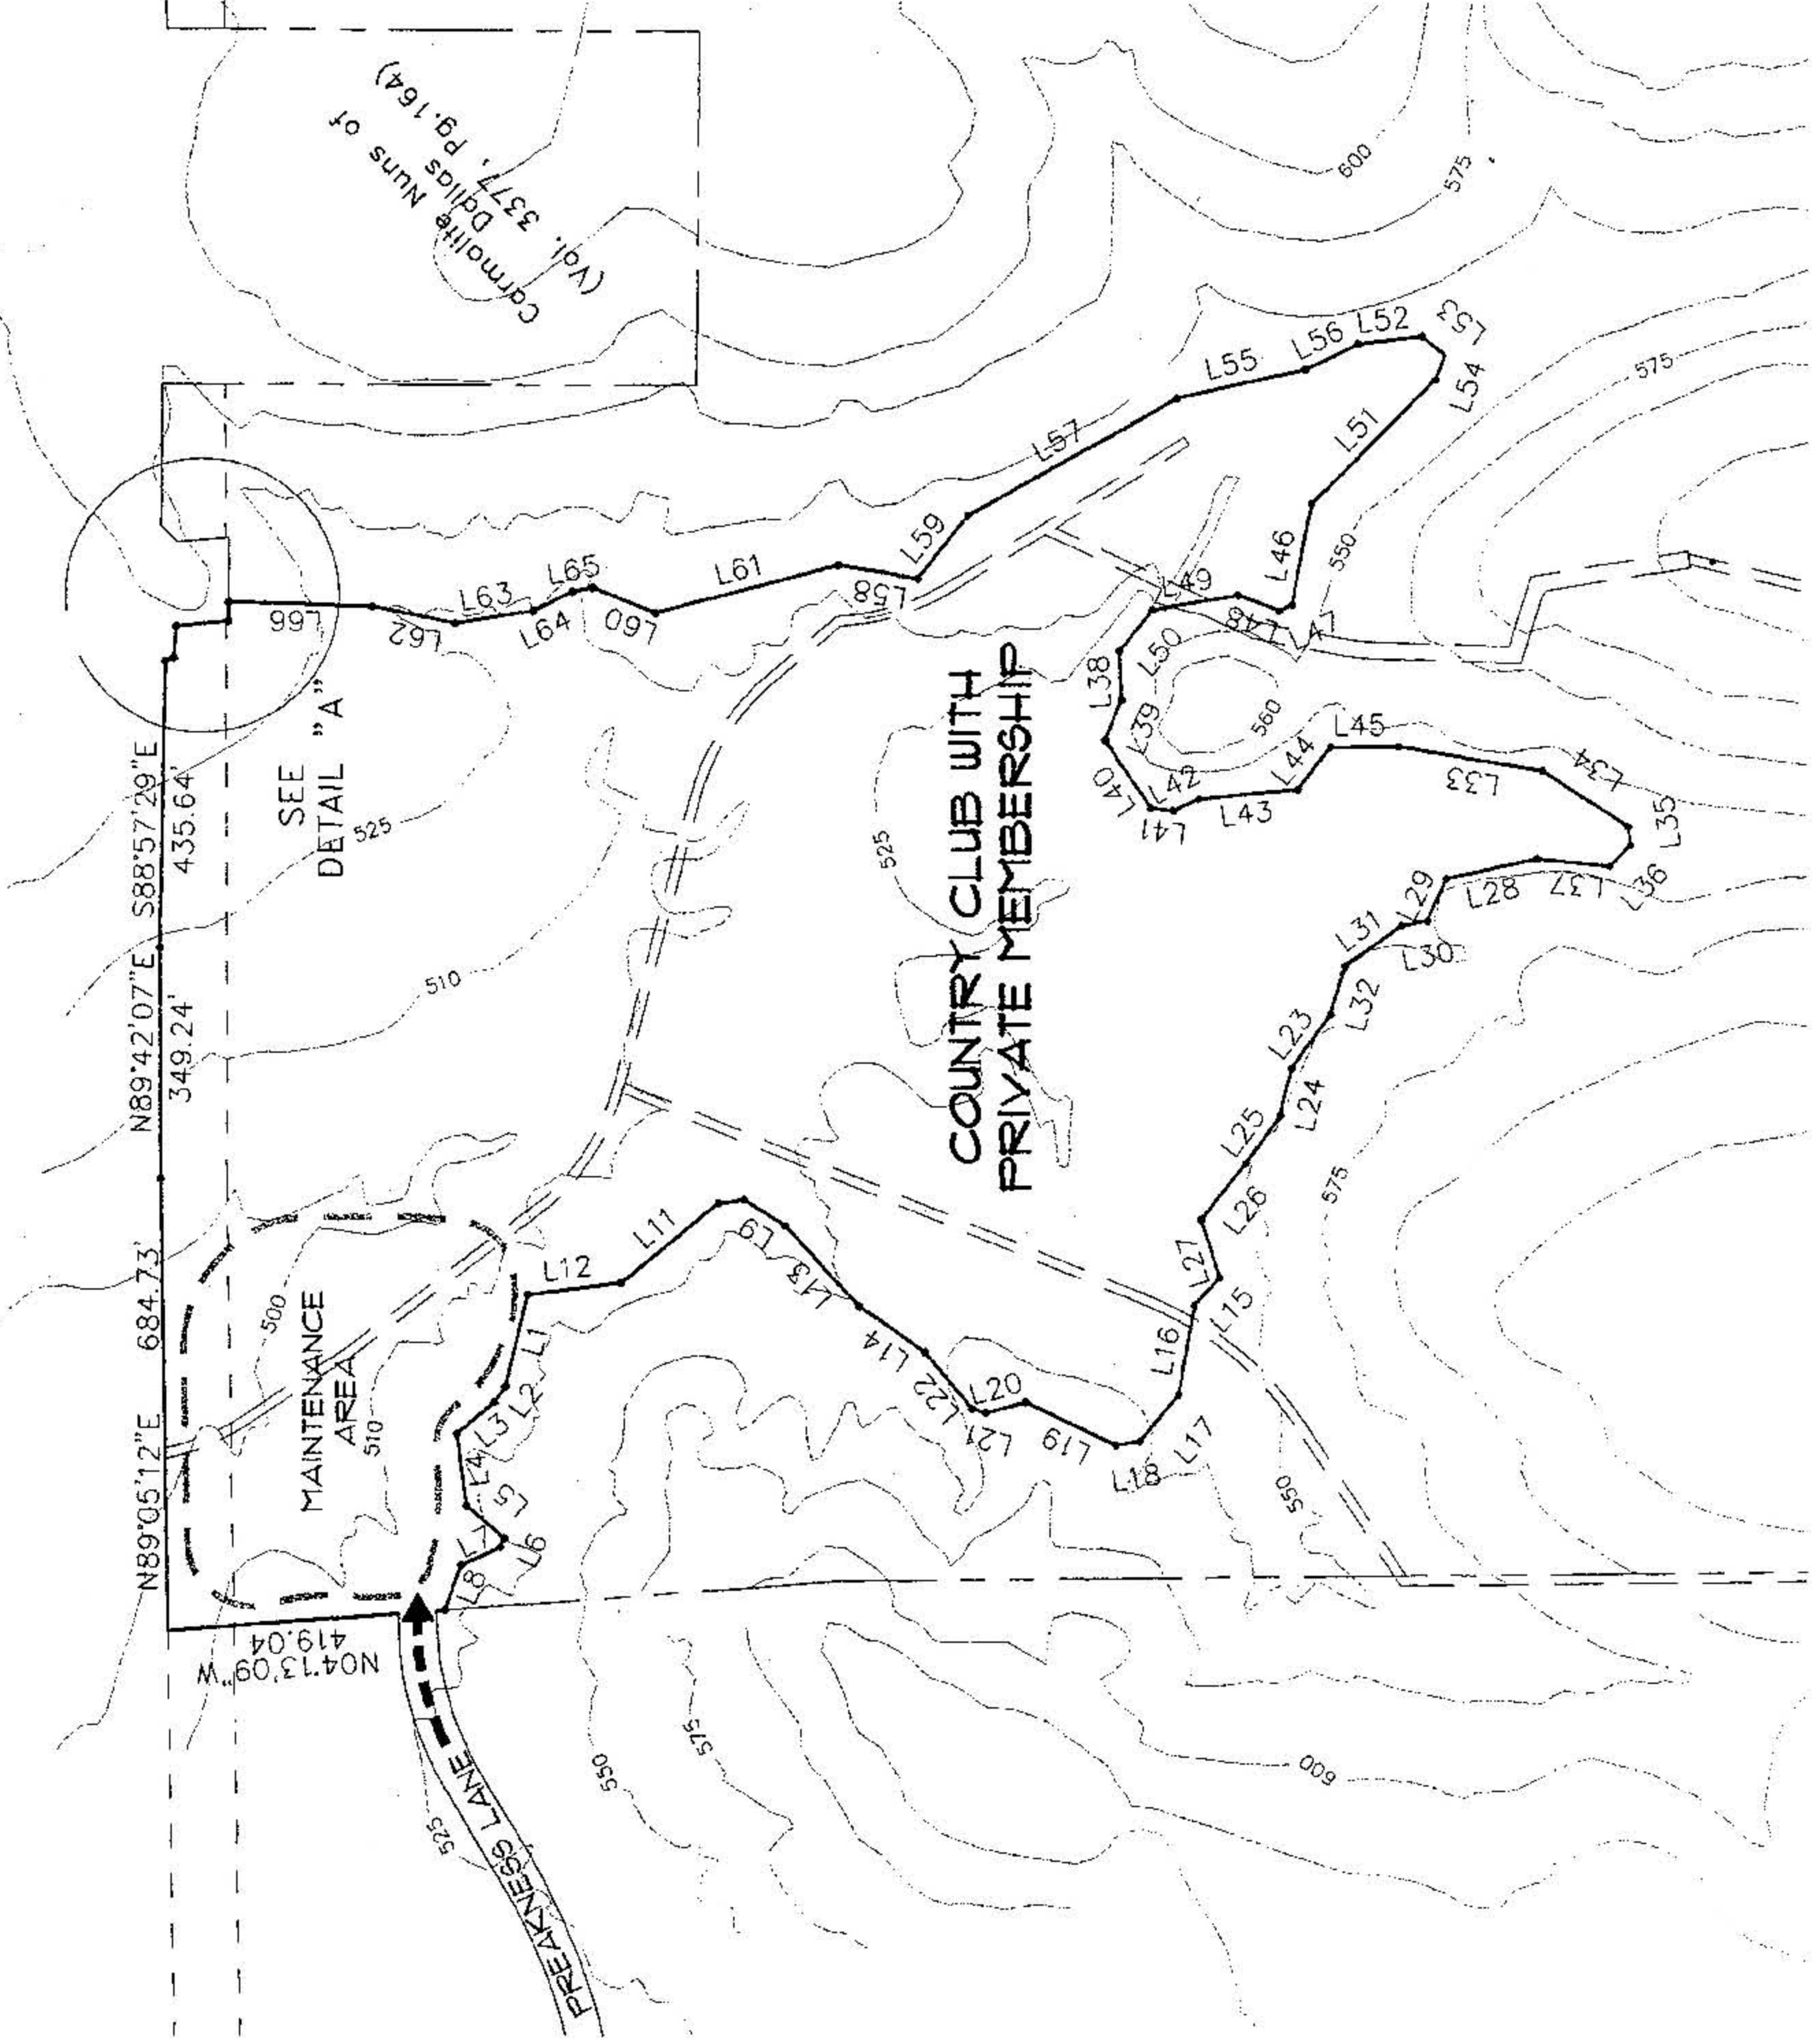 Carmolite Nuns of
Dallas
(Vol. 3377, Pg.164)
N89°05'12"E 684.73'
N89°42'07"E
349.24'
S88°57'29"E
435.64'
N04°13'09"W
419.04
SEE
DETAIL "A"
MAINTENANCE
AREA
COUNTRY CLUB WITH
PRIVATE MEMBERSHIP
PREAKNESS LANE
L66
L62
L63
L64
L65
L60
L61
L58
L59
L57
L55
L56
L52
L53
L54
L51
L46
L47
L48
L49
L50
L38
L39
L40
L41
L42
L43
L44
L45
L33
L34
L35
L36
L37
L28
L29
L30
L31
L32
L23
L24
L25
L26
L27
L15
L16
L17
L18
L19
L20
L21
L22
L14
L13
L9
L11
L12
L1
L2
L3
L4
L5
L6
L7
L8
600
575
575
550
560
525
525
510
500
510
575
550
525
550
575
600